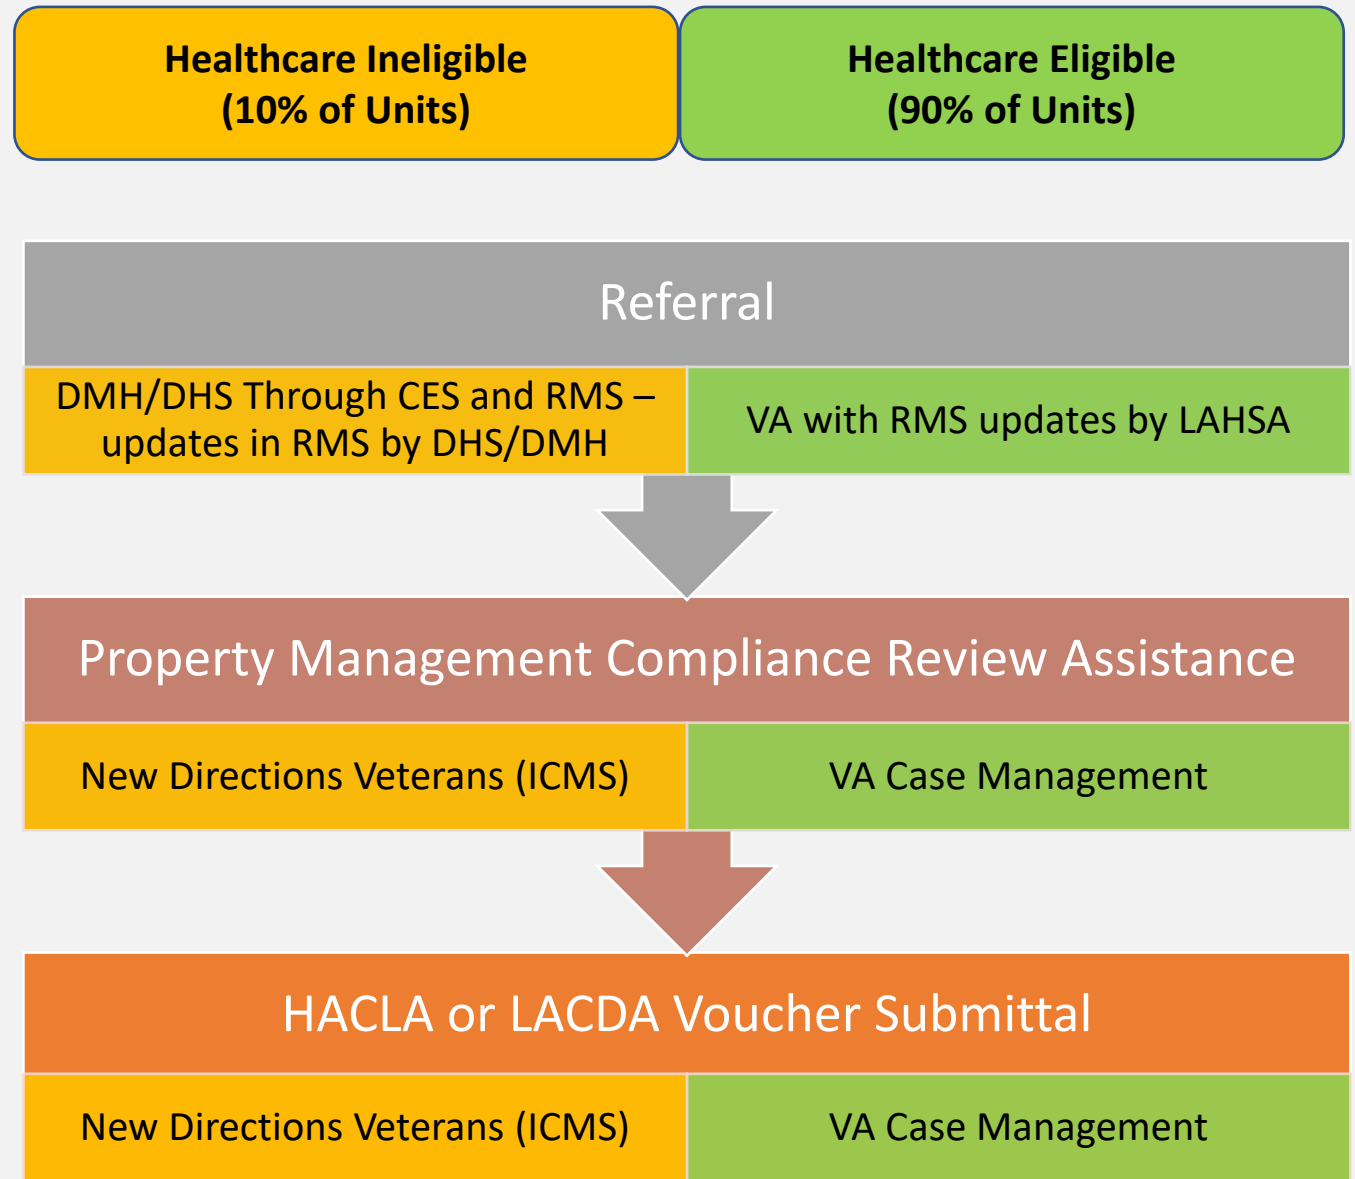 Healthcare Ineligible
(10% of Units)
Healthcare Eligible
(90% of Units)
Referral
DMH/DHS Through CES and RMS –
updates in RMS by DHS/DMH
VA with RMS updates by LAHSA
Property Management Compliance Review Assistance
New Directions Veterans (ICMS)
VA Case Management
HACLA or LACDA Voucher Submittal
New Directions Veterans (ICMS)
VA Case Management